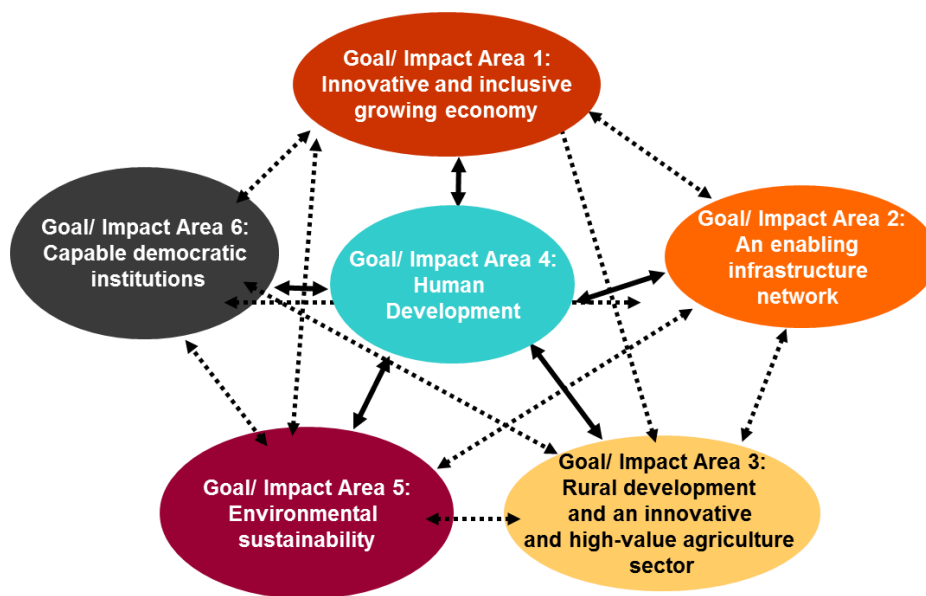 Goal/ Impact Area 1:
Innovative and inclusive
growing economy
Goal/ Impact Area 6:
Capable democratic
institutions
Goal/ Impact Area 4:
Human
Development
Goal/ Impact Area 2:
An enabling
infrastructure
network
Goal/ Impact Area 5:
Environmental
sustainability
Goal/ Impact Area 3:
Rural development
and an innovative
and high-value agriculture
sector